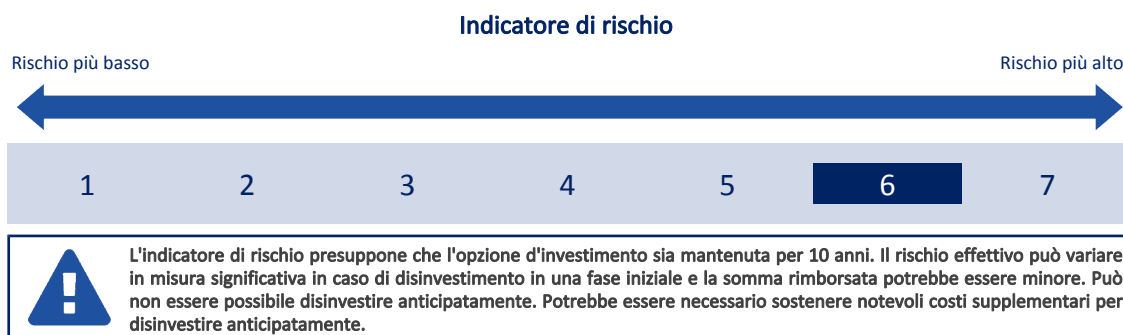 Indicatore di rischio
Rischio più basso
Rischio più alto
1 2 3 4 5 6 7
L'indicatore di rischio presuppone che l'opzione d'investimento sia mantenuta per 10 anni. Il rischio effettivo può variare
in misura significativa in caso di disinvestimento in una fase iniziale e la somma rimborsata potrebbe essere minore. Può
non essere possibile disinvestire anticipatamente. Potrebbe essere necessario sostenere notevoli costi supplementari per
disinvestire anticipatamente.